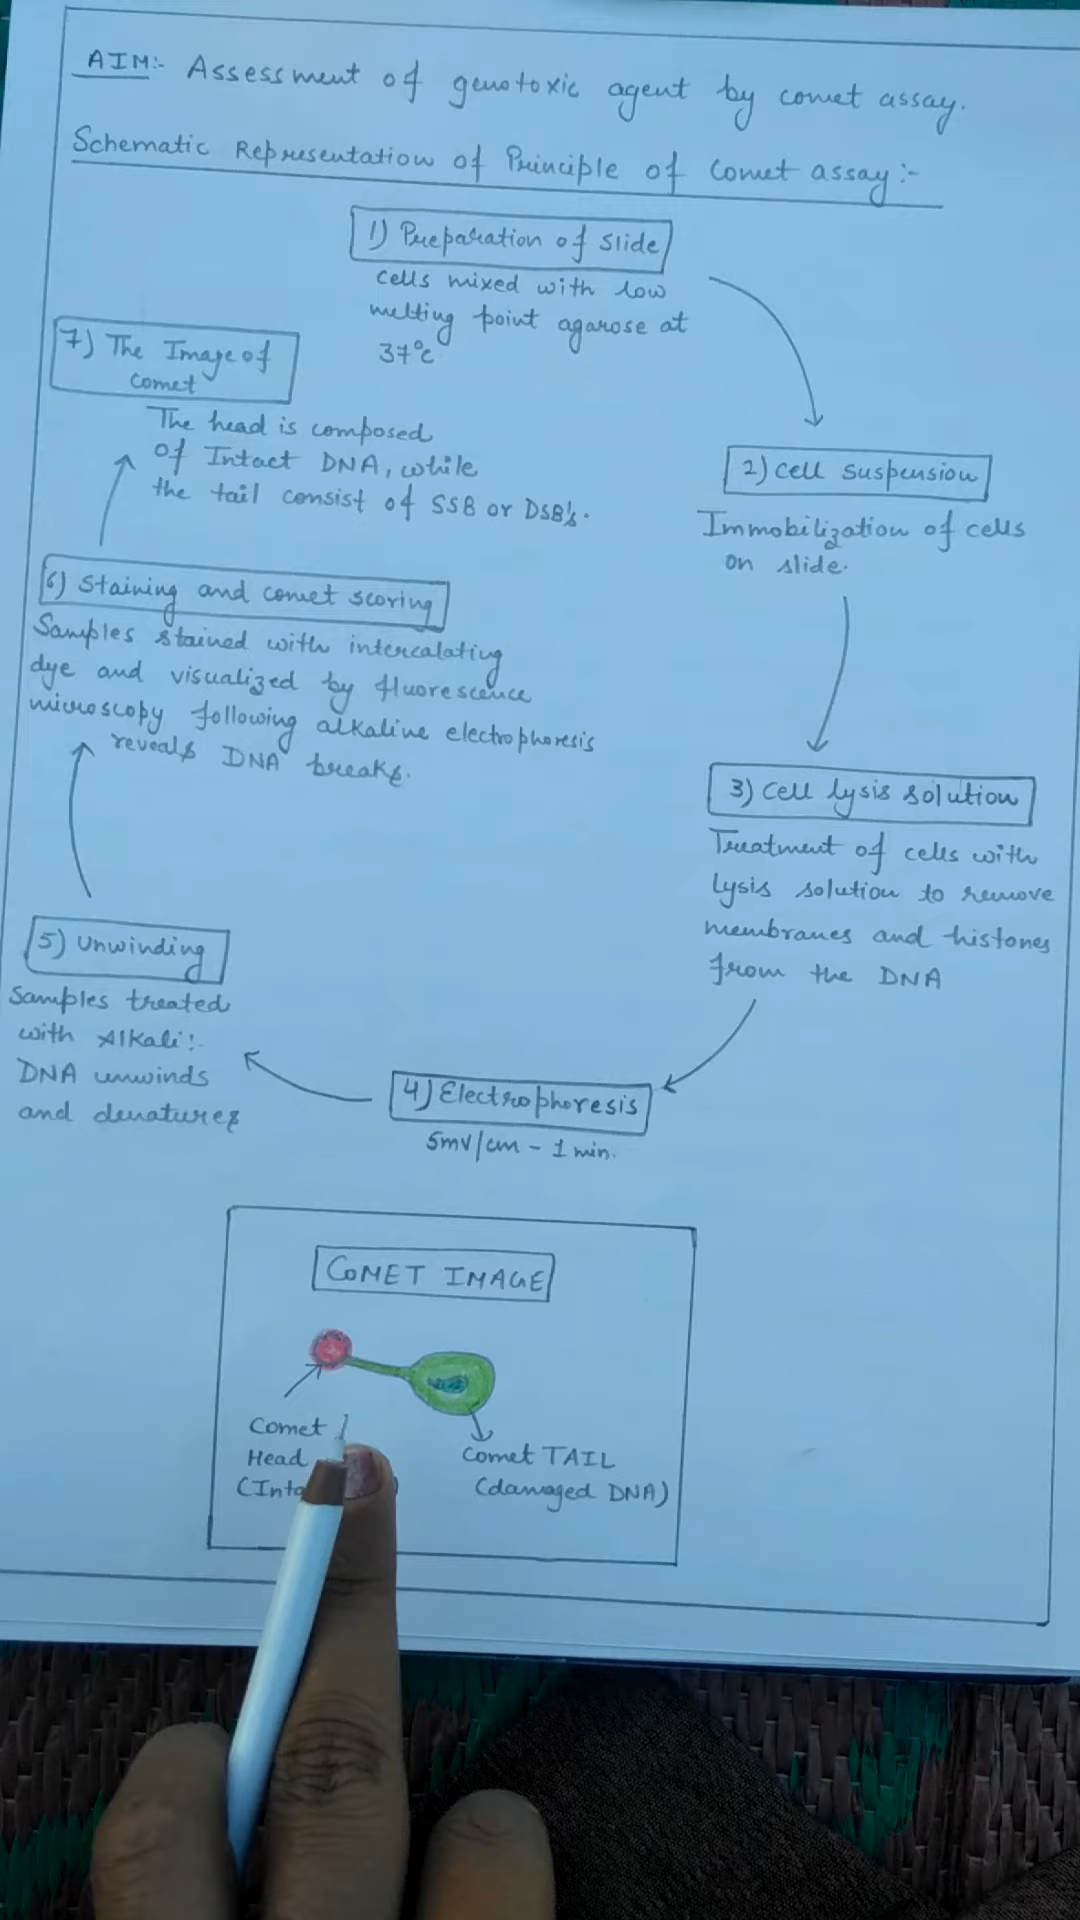 AIM:- Assessment of genotoxic agent by comet assay.
Schematic Representation of Principle of Comet assay:-
1) Preparation of slide
cells mixed with low
melting point agarose at
37°c
2) cell suspension
Immobilization of cells
on slide.
3) cell lysis solution
Treatment of cells with
lysis solution to remove
membranes and histones
from the DNA
4) Electrophoresis
5mv/cm - 1 min.
5) Unwinding
Samples treated
with Alkali:-
DNA unwinds
and denatures
6) Staining and comet scoring
Samples stained with intercalating
dye and visualized by fluorescence
microscopy following alkaline electrophoresis
reveals DNA breaks.
7) The Image of
comet
The head is composed
of Intact DNA, while
the tail consist of SSB or DSB's.
COMET IMAGE
Comet
Head
Comet TAIL
(damaged DNA)